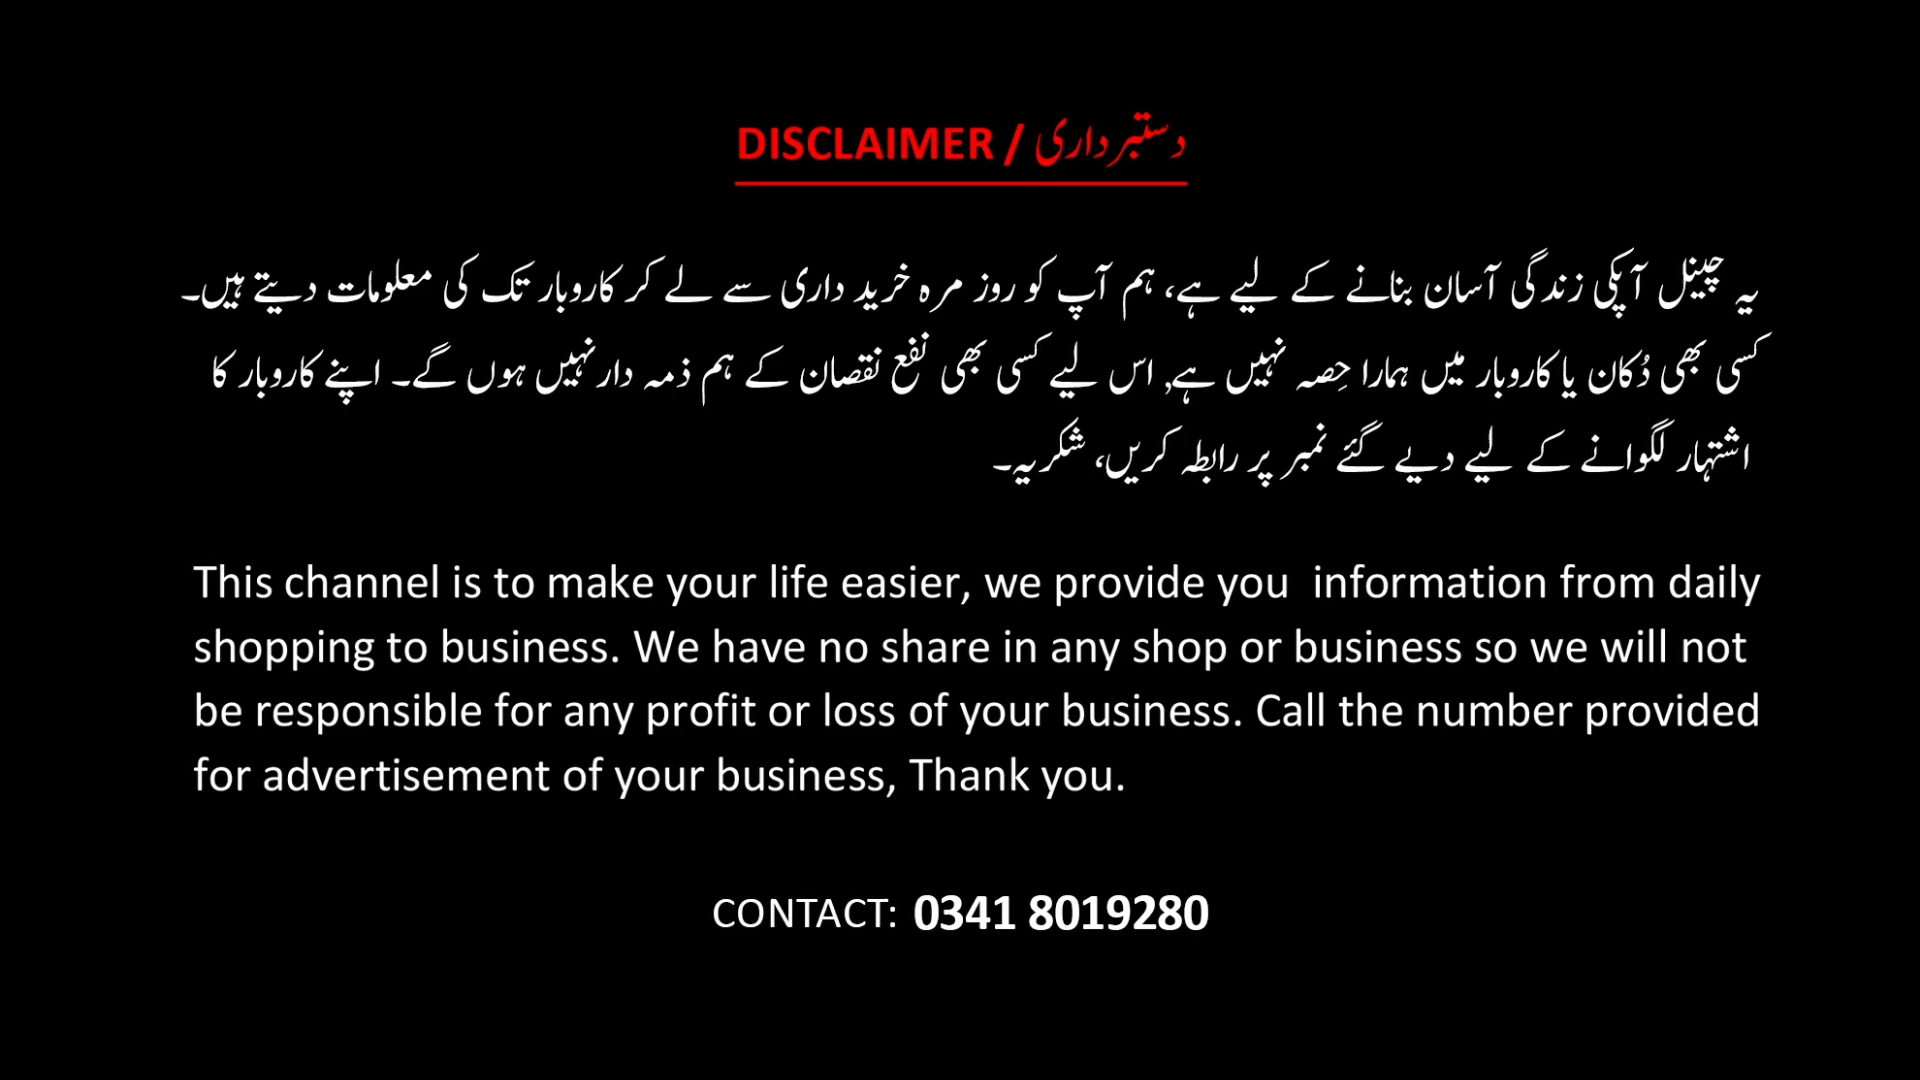 DISCLAIMER / دستبرداری
یہ چینل آپکی زندگی آسان بنانے کے لیے ہے، ہم آپ کو روز مرہ خرید داری سے لے کر کاروبار تک کی معلومات دیتے ہیں۔
کسی بھی دُکان یا کاروبار میں ہمارا حِصہ نہیں ہے, اس لیے کسی بھی نفع نقصان کے ہم ذمہ دار نہیں ہوں گے۔ اپنے کاروبار کا
اشتہار لگوانے کے لیے دیے گئے نمبر پر رابطہ کریں، شکریہ۔
This channel is to make your life easier, we provide you  information from daily
shopping to business. We have no share in any shop or business so we will not
be responsible for any profit or loss of your business. Call the number provided
for advertisement of your business, Thank you.
CONTACT: 0341 8019280